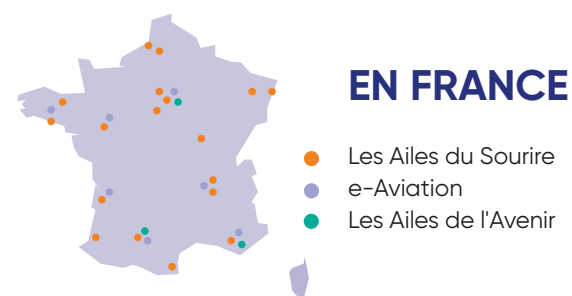 EN FRANCE
Les Ailes du Sourire
e-Aviation
Les Ailes de l'Avenir